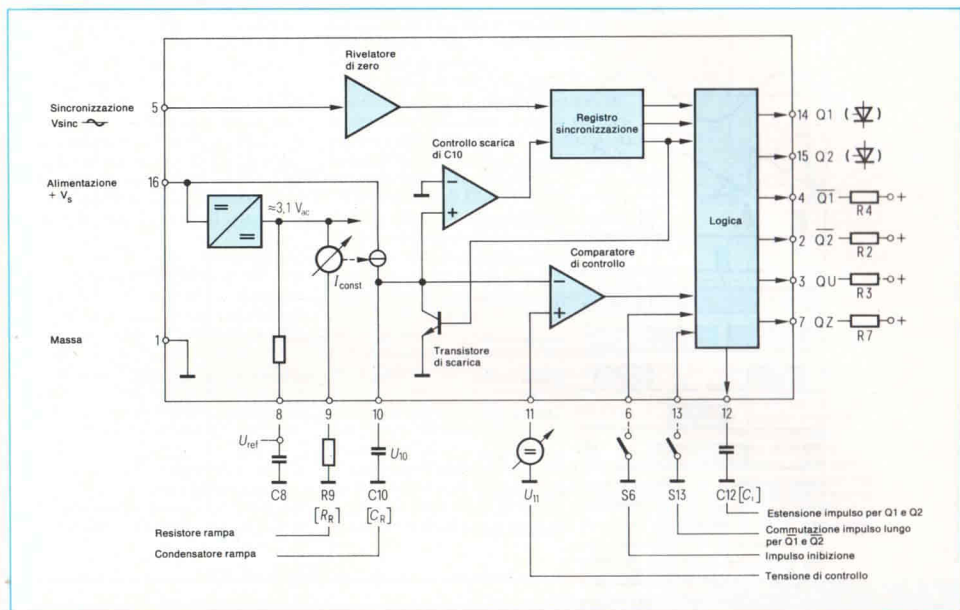 Rivelatore
di zero
Sincronizzazione
Vsinc
5
Registro
sincronizzazione
14 Q1
Controllo scarica
di C10
15 Q2
Alimentazione
+ Vs
16
≈3,1 Vac
4 Q1
R4
Logica
2 Q2
R2
Iconst
Comparatore
di controllo
3 QU
R3
7 QZ
R7
Massa
1
Transistore
di scarica
8 9 10 11 6 13 12
Uref
U10
C8 R9 C10 U11 S6 S13 C12 [Ct]
[RR] [CR]
Estensione impulso per Q1 e Q2
Resistore rampa
Commutazione impulso lungo
per Q1 e Q2
Condensatore rampa
Impulso inibizione
Tensione di controllo